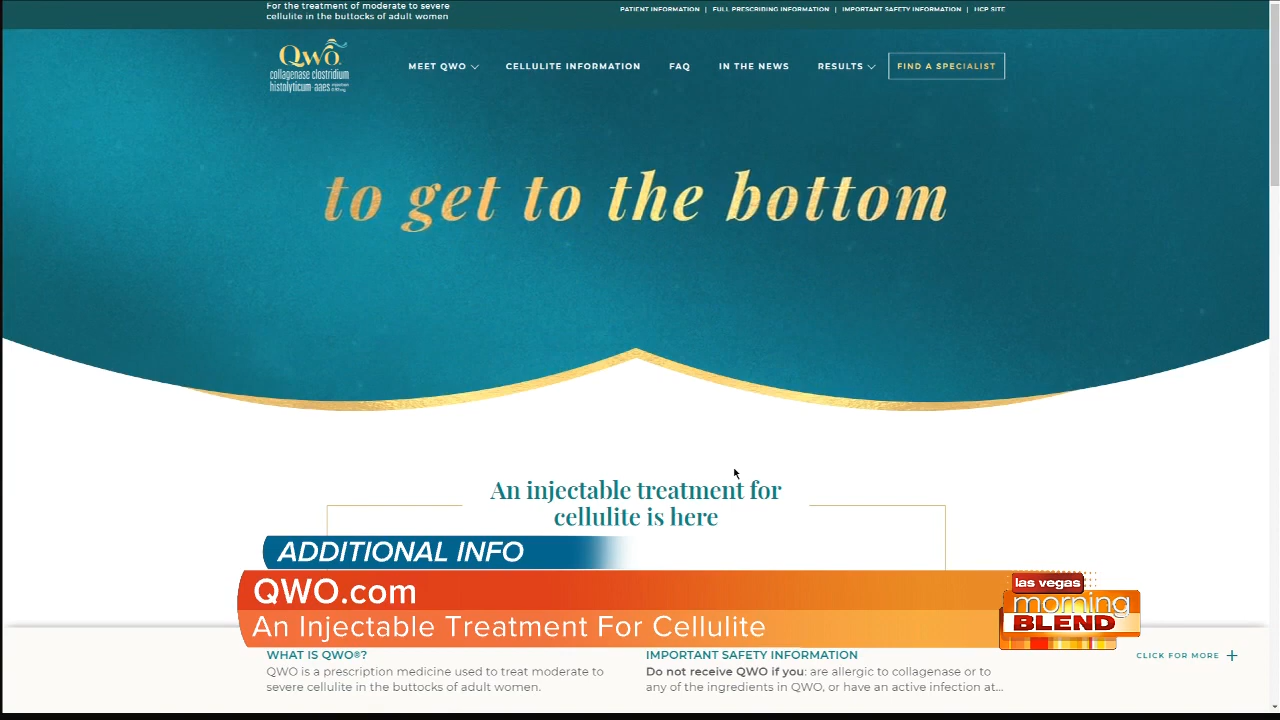 For the treatment of moderate to severe
cellulite in the buttocks of adult women
PATIENT INFORMATION | FULL PRESCRIBING INFORMATION | IMPORTANT SAFETY INFORMATION | HCP SITE
Qwo
collagenase clostridium
histolyticum-aaes
MEET QWO
CELLULITE INFORMATION
FAQ
IN THE NEWS
RESULTS
FIND A SPECIALIST
to get to the bottom
An injectable treatment for
cellulite is here
ADDITIONAL INFO
QWO.com
An Injectable Treatment For Cellulite
las vegas
morning
BLEND
WHAT IS QWO®?
QWO is a prescription medicine used to treat moderate to
severe cellulite in the buttocks of adult women.
IMPORTANT SAFETY INFORMATION
Do not receive QWO if you: are allergic to collagenase or to
any of the ingredients in QWO, or have an active infection at...
CLICK FOR MORE +